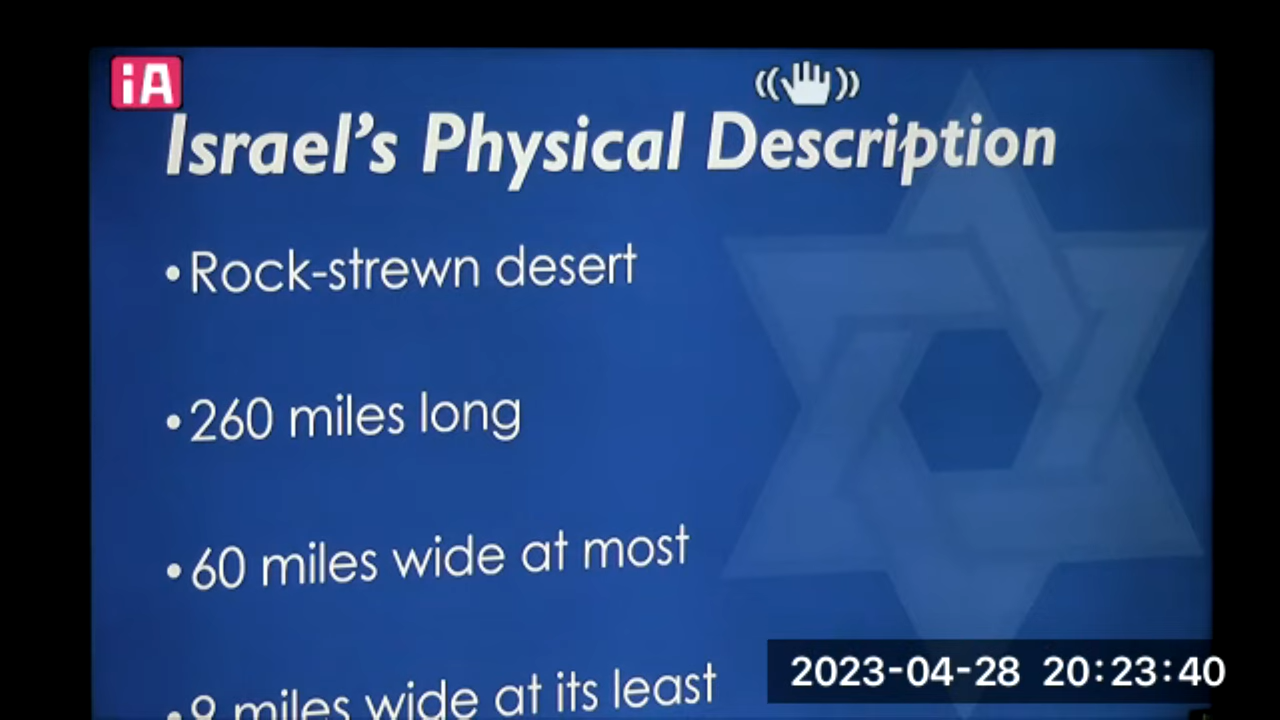 iA
Israel's Physical Description
•Rock-strewn desert
•260 miles long
•60 miles wide at most
•9 miles wide at its least
2023-04-28 20:23:40